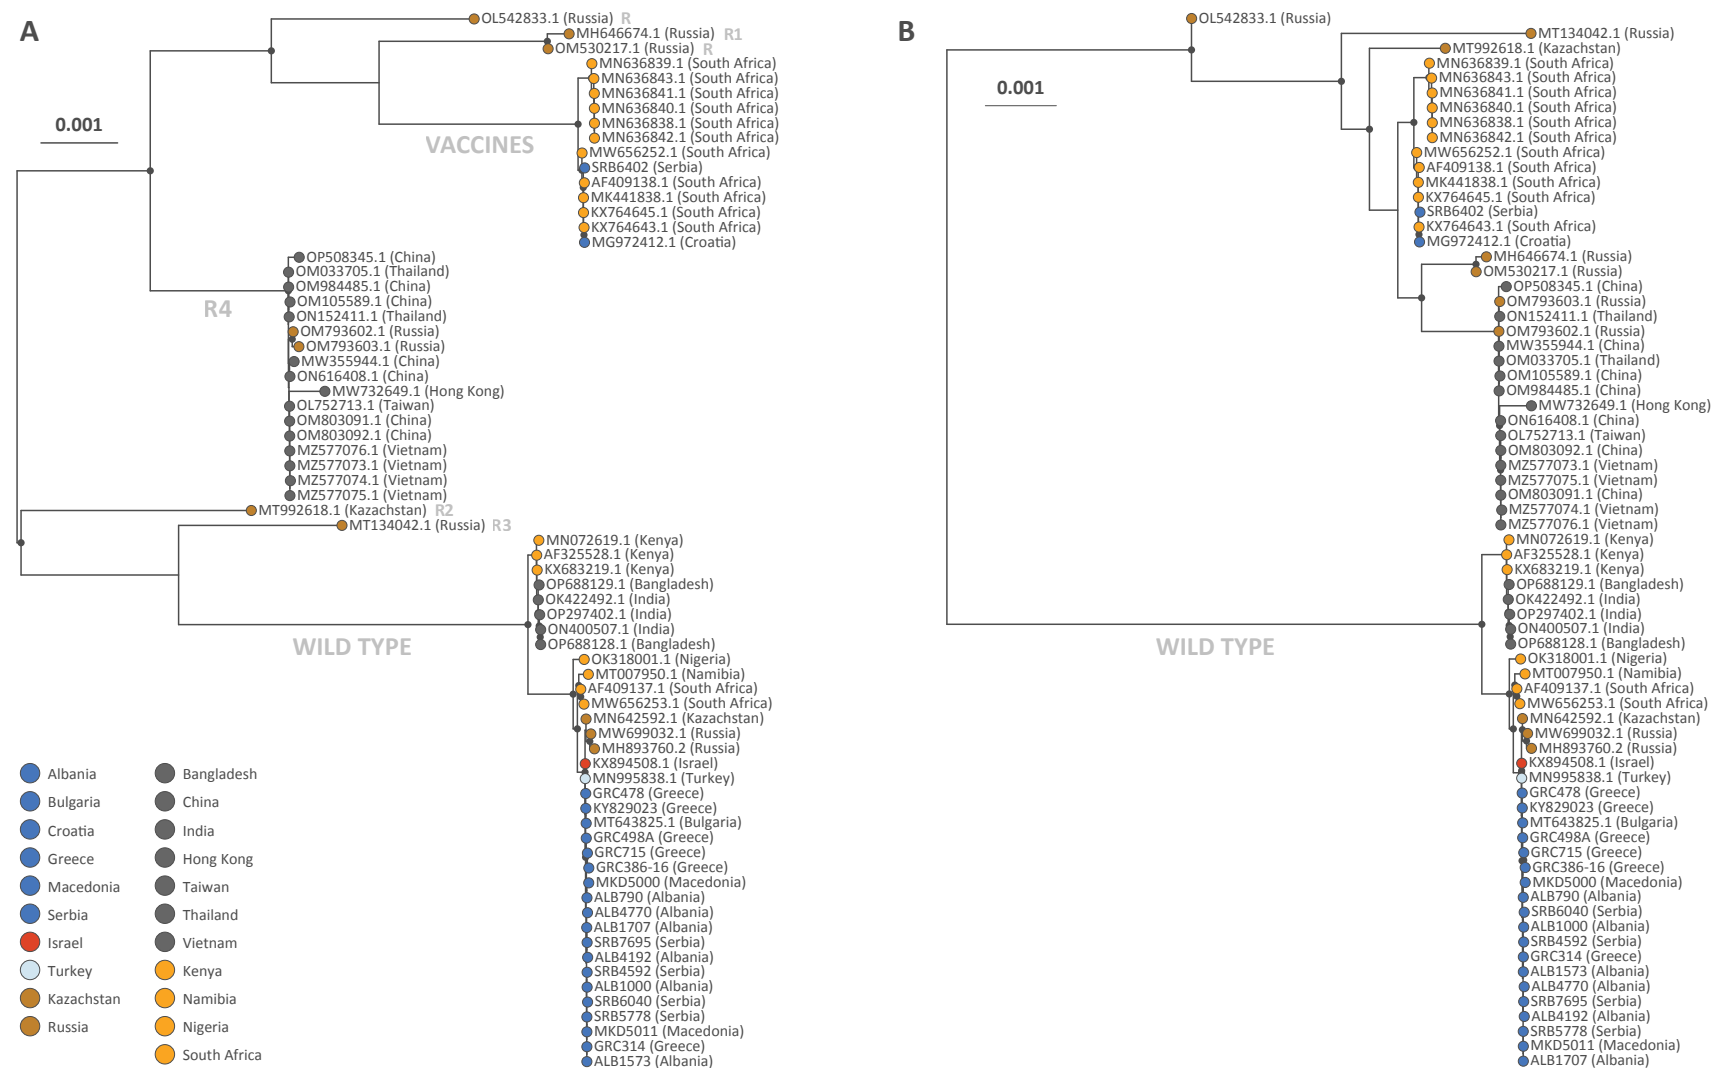 A
0.001
OL542833.1 (Russia) R
MH646674.1 (Russia) R1
OM530217.1 (Russia) R
MN636839.1 (South Africa)
MN636843.1 (South Africa)
MN636841.1 (South Africa)
MN636840.1 (South Africa)
MN636838.1 (South Africa)
MN636842.1 (South Africa)
VACCINES
MW656252.1 (South Africa)
SRB6402 (Serbia)
AF409138.1 (South Africa)
MK441838.1 (South Africa)
KX764645.1 (South Africa)
KX764643.1 (South Africa)
MG972412.1 (Croatia)
OP508345.1 (China)
OM033705.1 (Thailand)
OM984485.1 (China)
OM105589.1 (China)
R4
ON152411.1 (Thailand)
OM793602.1 (Russia)
OM793603.1 (Russia)
MW355944.1 (China)
ON616408.1 (China)
MW732649.1 (Hong Kong)
OL752713.1 (Taiwan)
OM803091.1 (China)
OM803092.1 (China)
MZ577076.1 (Vietnam)
MZ577073.1 (Vietnam)
MZ577074.1 (Vietnam)
MZ577075.1 (Vietnam)
MT992618.1 (Kazachstan) R2
MT134042.1 (Russia) R3
MN072619.1 (Kenya)
AF325528.1 (Kenya)
KX683219.1 (Kenya)
OP688129.1 (Bangladesh)
OK422492.1 (India)
OP297402.1 (India)
ON400507.1 (India)
OP688128.1 (Bangladesh)
WILD TYPE
OK318001.1 (Nigeria)
MT007950.1 (Namibia)
AF409137.1 (South Africa)
MW656253.1 (South Africa)
MN642592.1 (Kazachstan)
MW699032.1 (Russia)
MH893760.2 (Russia)
KX894508.1 (Israel)
MN995838.1 (Turkey)
GRC478 (Greece)
KY829023 (Greece)
MT643825.1 (Bulgaria)
GRC498A (Greece)
GRC715 (Greece)
GRC386-16 (Greece)
MKD5000 (Macedonia)
ALB790 (Albania)
ALB4770 (Albania)
ALB1707 (Albania)
SRB7695 (Serbia)
ALB4192 (Albania)
SRB4592 (Serbia)
ALB1000 (Albania)
SRB6040 (Serbia)
SRB5778 (Serbia)
MKD5011 (Macedonia)
GRC314 (Greece)
ALB1573 (Albania)
Albania
Bulgaria
Croatia
Greece
Macedonia
Serbia
Israel
Turkey
Kazachstan
Russia
Bangladesh
China
India
Hong Kong
Taiwan
Thailand
Vietnam
Kenya
Namibia
Nigeria
South Africa
B
0.001
OL542833.1 (Russia)
MT134042.1 (Russia)
MT992618.1 (Kazachstan)
MN636839.1 (South Africa)
MN636843.1 (South Africa)
MN636841.1 (South Africa)
MN636840.1 (South Africa)
MN636838.1 (South Africa)
MN636842.1 (South Africa)
MW656252.1 (South Africa)
AF409138.1 (South Africa)
MK441838.1 (South Africa)
KX764645.1 (South Africa)
SRB6402 (Serbia)
KX764643.1 (South Africa)
MG972412.1 (Croatia)
MH646674.1 (Russia)
OM530217.1 (Russia)
OP508345.1 (China)
OM793603.1 (Russia)
ON152411.1 (Thailand)
OM793602.1 (Russia)
MW355944.1 (China)
OM033705.1 (Thailand)
OM105589.1 (China)
OM984485.1 (China)
MW732649.1 (Hong Kong)
ON616408.1 (China)
OL752713.1 (Taiwan)
OM803092.1 (China)
MZ577073.1 (Vietnam)
MZ577075.1 (Vietnam)
OM803091.1 (China)
MZ577074.1 (Vietnam)
MZ577076.1 (Vietnam)
MN072619.1 (Kenya)
AF325528.1 (Kenya)
KX683219.1 (Kenya)
OP688129.1 (Bangladesh)
OK422492.1 (India)
OP297402.1 (India)
ON400507.1 (India)
OP688128.1 (Bangladesh)
WILD TYPE
OK318001.1 (Nigeria)
MT007950.1 (Namibia)
AF409137.1 (South Africa)
MW656253.1 (South Africa)
MN642592.1 (Kazachstan)
MW699032.1 (Russia)
MH893760.2 (Russia)
KX894508.1 (Israel)
MN995838.1 (Turkey)
GRC478 (Greece)
KY829023 (Greece)
MT643825.1 (Bulgaria)
GRC498A (Greece)
GRC715 (Greece)
GRC386-16 (Greece)
MKD5000 (Macedonia)
ALB790 (Albania)
SRB6040 (Serbia)
ALB1000 (Albania)
SRB4592 (Serbia)
GRC314 (Greece)
ALB1573 (Albania)
ALB4770 (Albania)
SRB7695 (Serbia)
ALB4192 (Albania)
SRB5778 (Serbia)
MKD5011 (Macedonia)
ALB1707 (Albania)